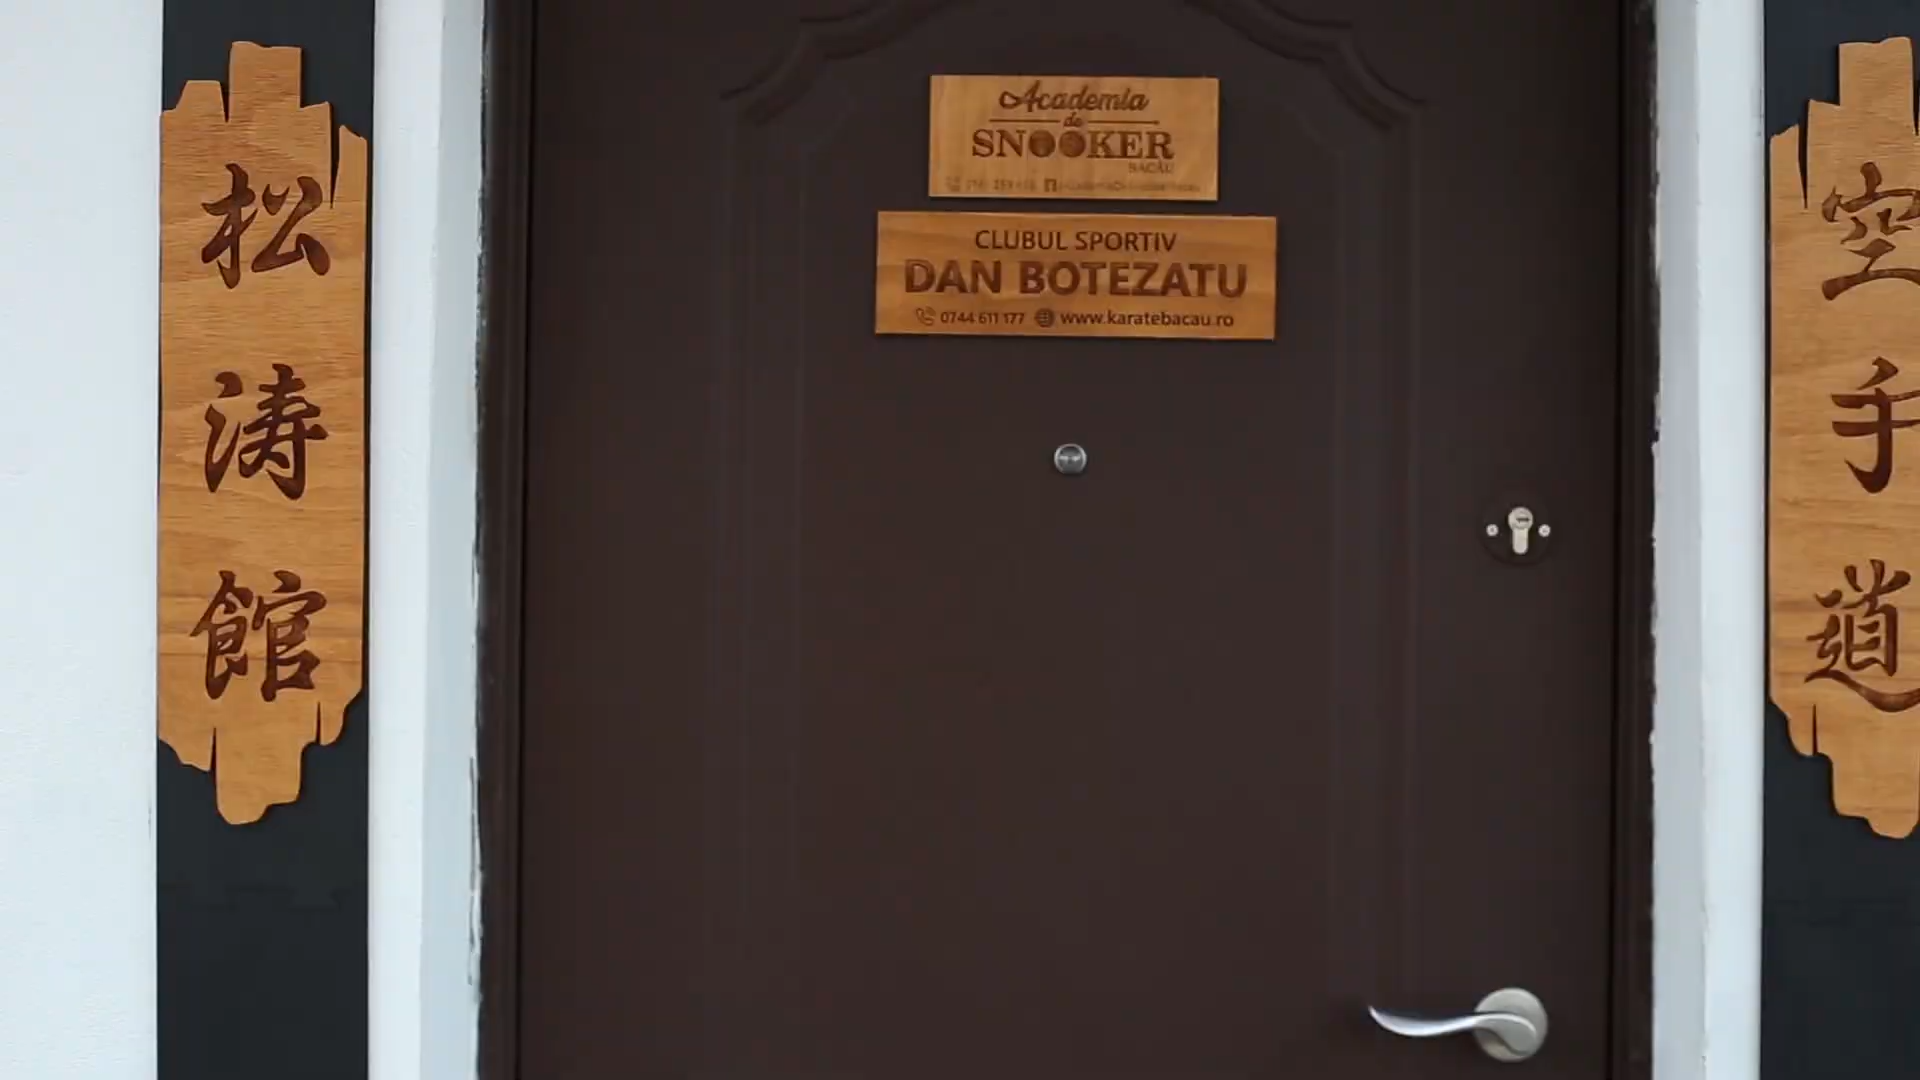 松
涛
館
Academia
de
SNOOKER
BACĂU
CLUBUL SPORTIV
DAN BOTEZATU
0744 611 177 www.karatebacau.ro
空
手
道